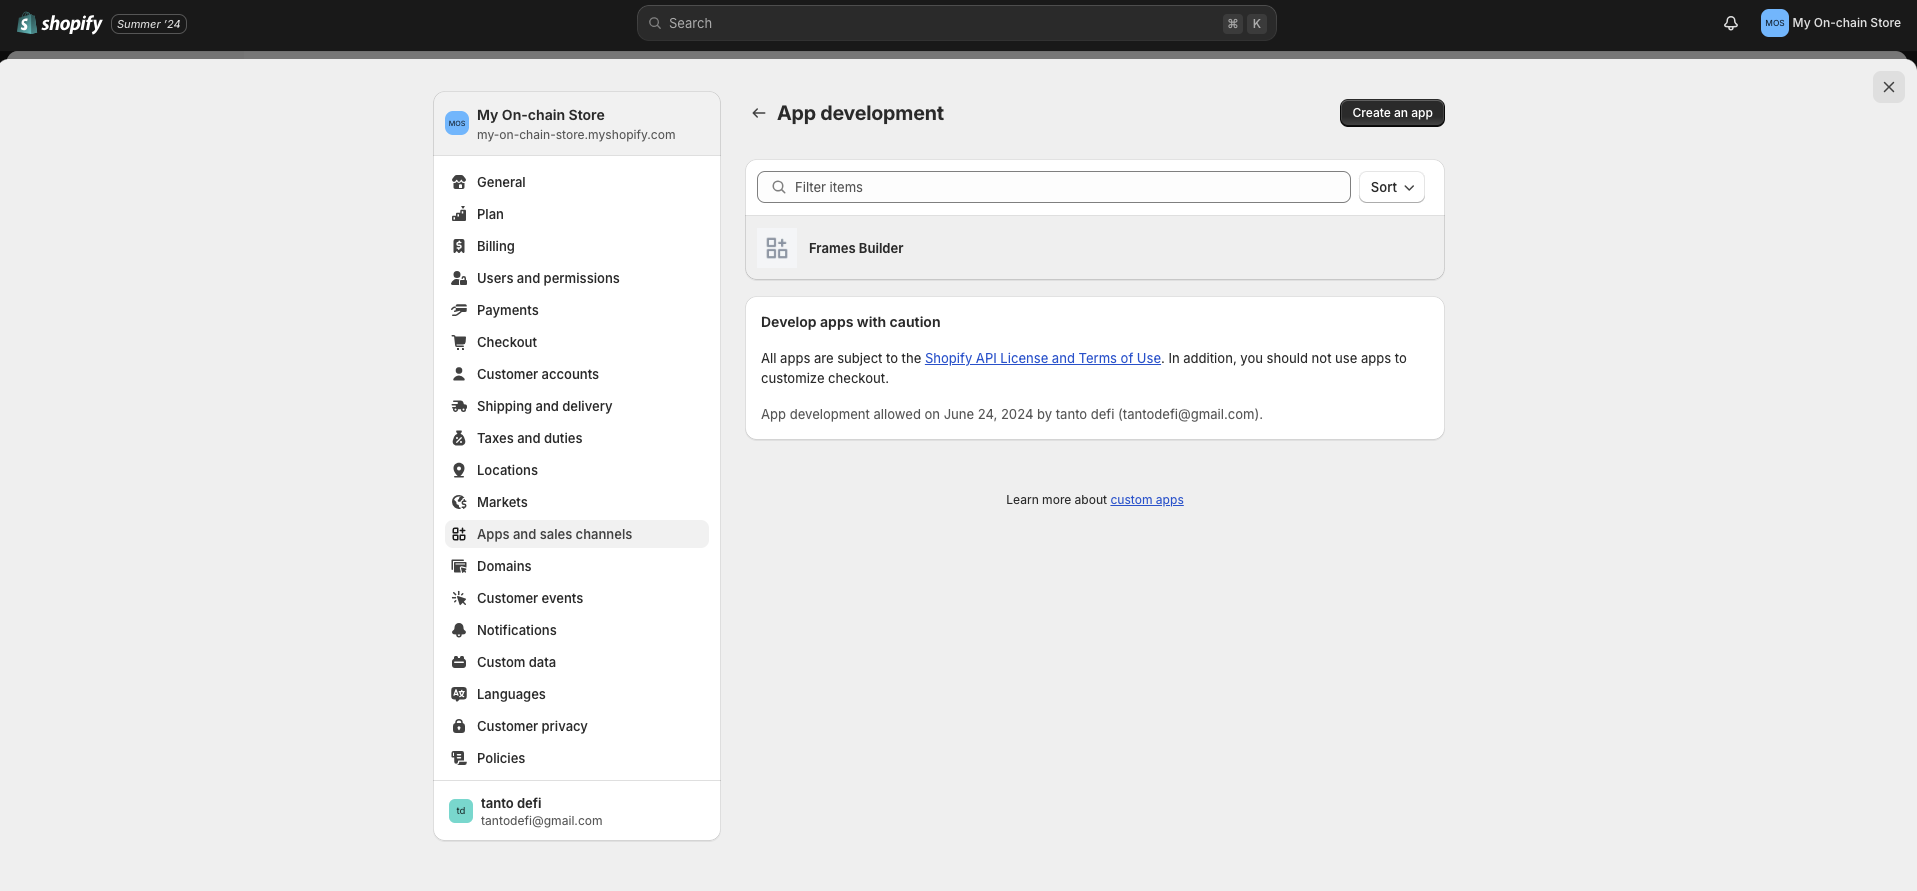 shopify Summer '24
Search ⌘ K
MOS My On-chain Store
MOS
My On-chain Store
my-on-chain-store.myshopify.com
General
Plan
Billing
Users and permissions
Payments
Checkout
Customer accounts
Shipping and delivery
Taxes and duties
Locations
Markets
Apps and sales channels
Domains
Customer events
Notifications
Custom data
Languages
Customer privacy
Policies
td
tanto defi
tantodefi@gmail.com
App development
Create an app
Filter items
Sort
Frames Builder
Develop apps with caution
All apps are subject to the Shopify API License and Terms of Use. In addition, you should not use apps to
customize checkout.
App development allowed on June 24, 2024 by tanto defi (tantodefi@gmail.com).
Learn more about custom apps